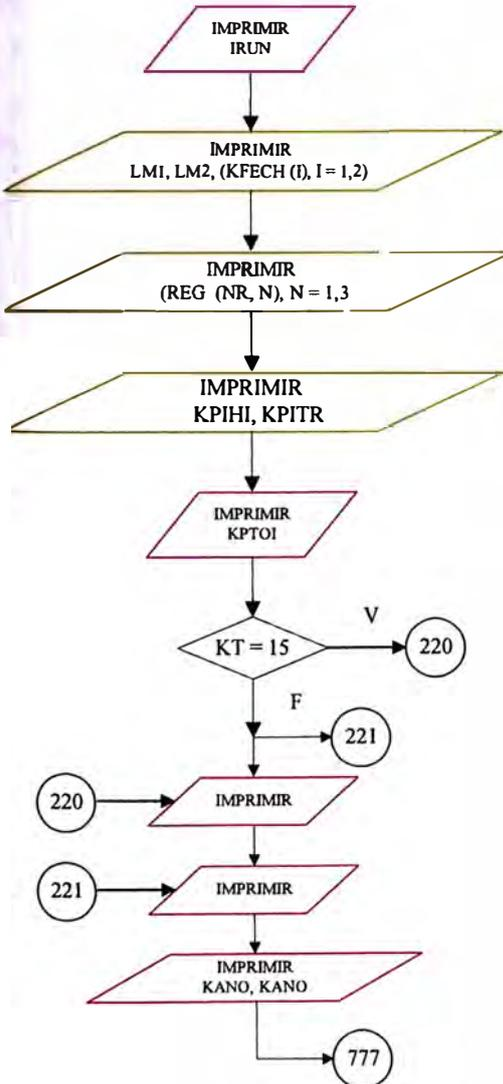 IMPRIMIR
IRUN
IMPRIMIR
LM1, LM2, (KFECH (I), I = 1,2)
IMPRIMIR
(REG (NR, N), N = 1,3
IMPRIMIR
KPIHI, KPITR
IMPRIMIR
KPTOI
KT = 15
V
220
F
221
220
IMPRIMIR
221
IMPRIMIR
IMPRIMIR
KANO, KANO
777